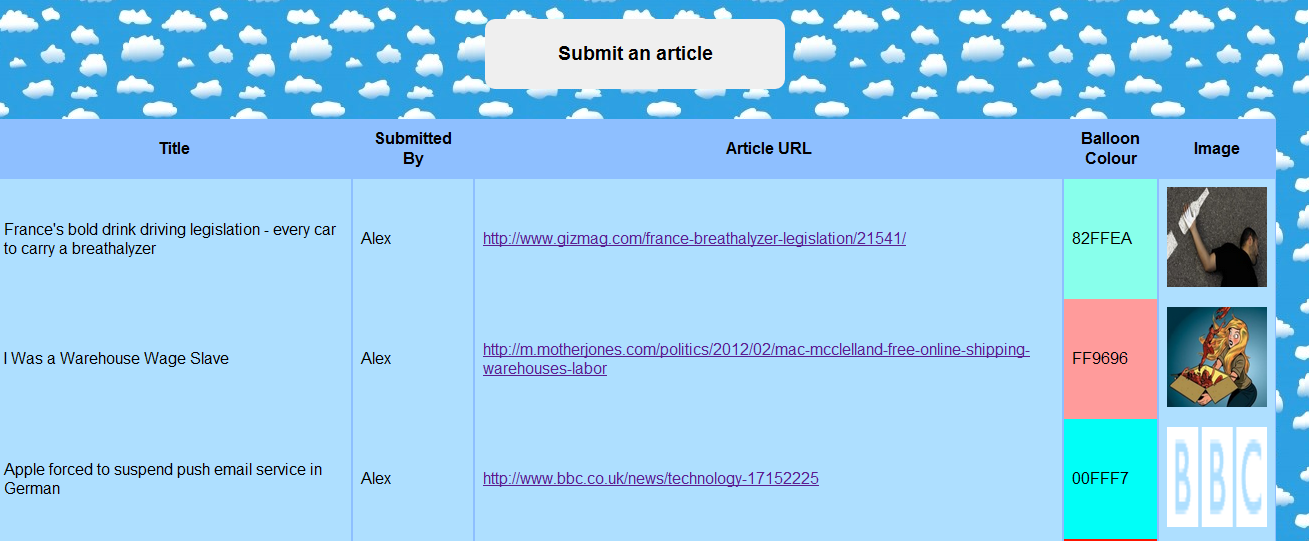 Submit an article
Title
Submitted
By
Article URL
Balloon
Colour
Image
France's bold drink driving legislation - every car
to carry a breathalyzer
Alex
http://www.gizmag.com/france-breathalyzer-legislation/21541/
82FFEA
I Was a Warehouse Wage Slave
Alex
http://m.motherjones.com/politics/2012/02/mac-mcclelland-free-online-shipping-
warehouses-labor
FF9696
Apple forced to suspend push email service in
German
Alex
http://www.bbc.co.uk/news/technology-17152225
00FFF7
BBC